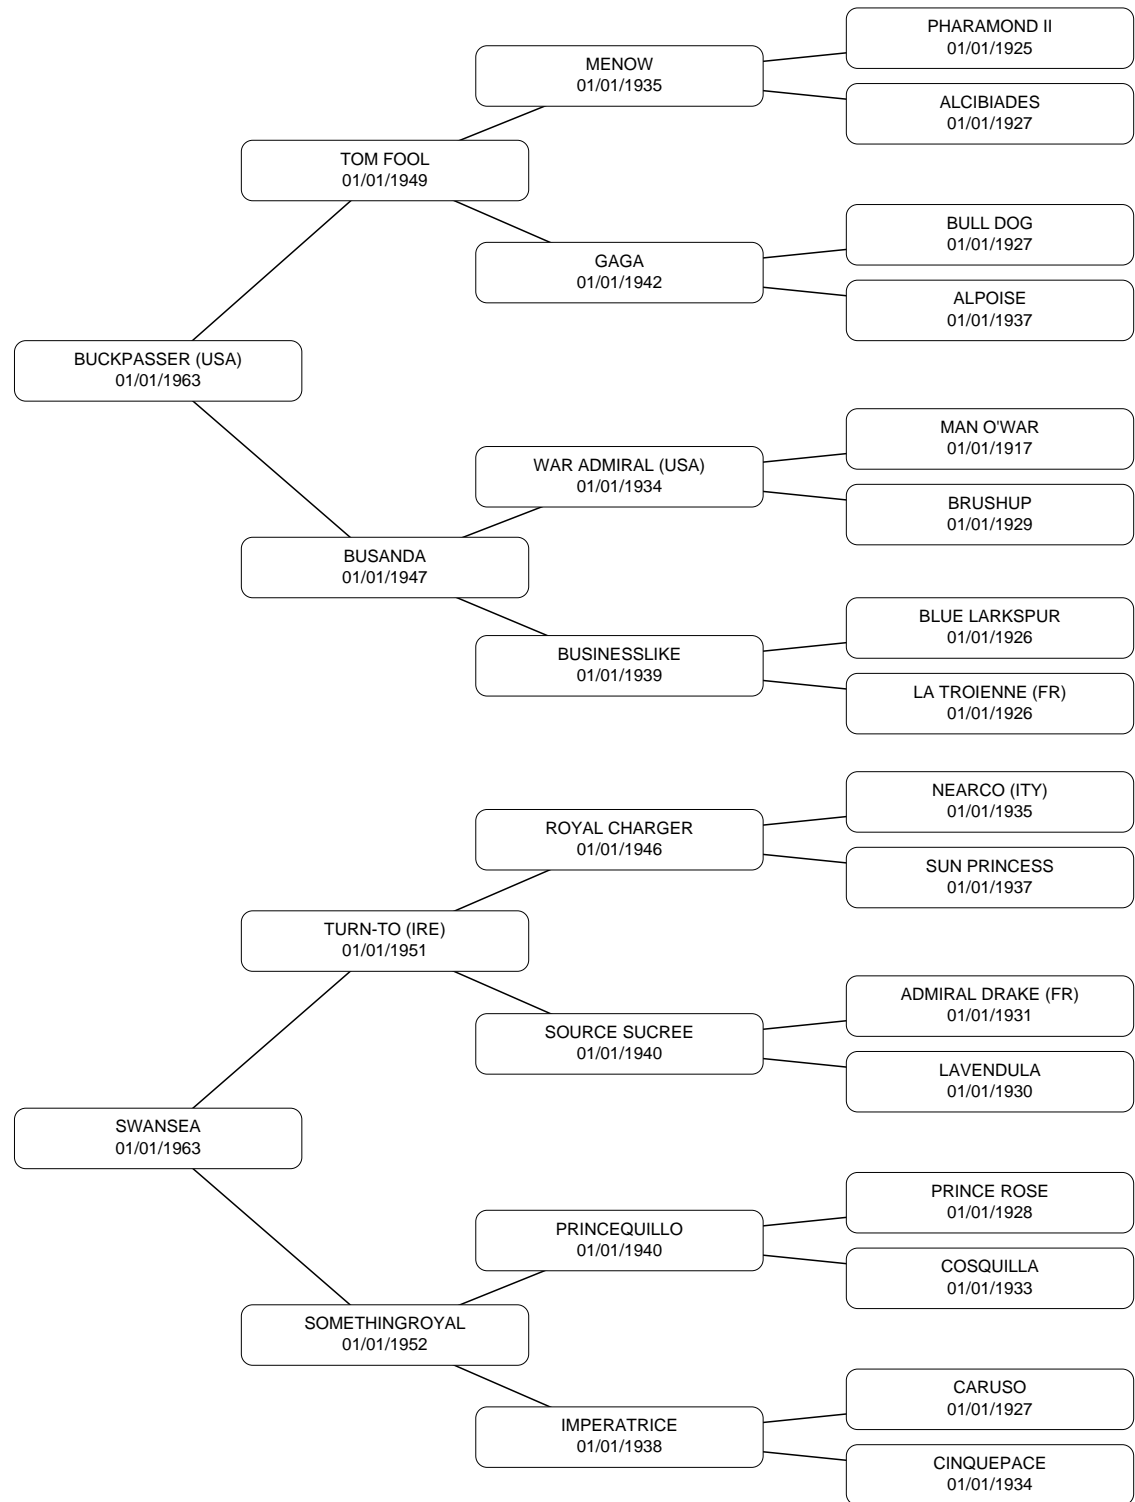 PHARAMOND II
01/01/1925
MENOW
01/01/1935
ALCIBIADES
01/01/1927
TOM FOOL
01/01/1949
BULL DOG
01/01/1927
GAGA
01/01/1942
ALPOISE
01/01/1937
BUCKPASSER (USA)
01/01/1963
MAN O'WAR
01/01/1917
WAR ADMIRAL (USA)
01/01/1934
BRUSHUP
01/01/1929
BUSANDA
01/01/1947
BLUE LARKSPUR
01/01/1926
BUSINESSLIKE
01/01/1939
LA TROIENNE (FR)
01/01/1926
NEARCO (ITY)
01/01/1935
ROYAL CHARGER
01/01/1946
SUN PRINCESS
01/01/1937
TURN-TO (IRE)
01/01/1951
ADMIRAL DRAKE (FR)
01/01/1931
SOURCE SUCREE
01/01/1940
LAVENDULA
01/01/1930
SWANSEA
01/01/1963
PRINCE ROSE
01/01/1928
PRINCEQUILLO
01/01/1940
COSQUILLA
01/01/1933
SOMETHINGROYAL
01/01/1952
CARUSO
01/01/1927
IMPERATRICE
01/01/1938
CINQUEPACE
01/01/1934